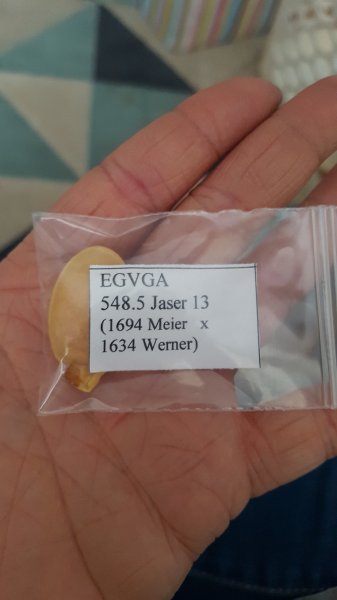 EGVGA
548.5 Jaser 13
(1694 Meier x
1634 Werner)